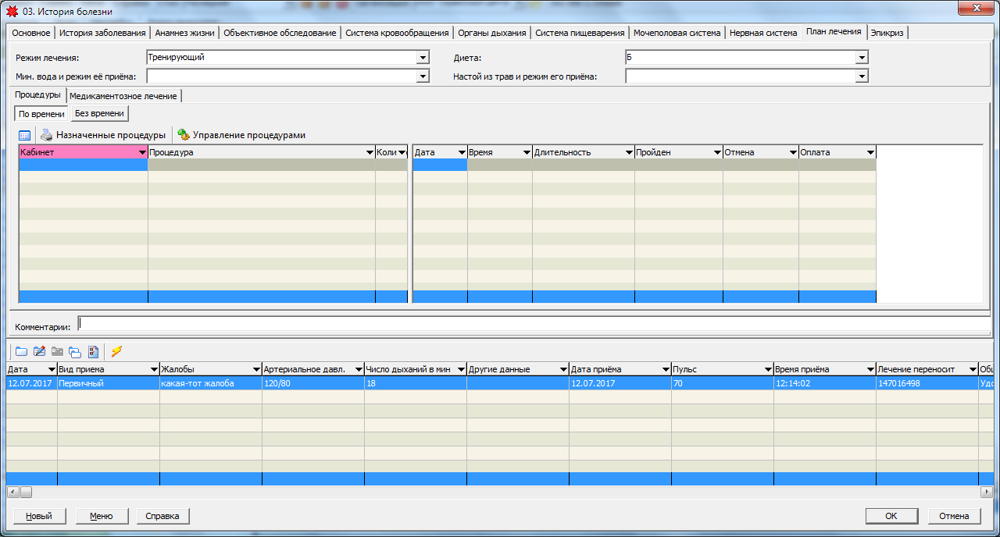 03. История болезни
Основное История заболевания Анамнез жизни Объективное обследование Система кровообращения Органы дыхания Система пищеварения Мочеполовая система Нервная система План лечения Эпикриз
Режим лечения: Тренирующий Диета: Б
Мин. вода и режим её приёма: Настой из трав и режим его приёма:
Процедуры Медикаментозное лечение
По времени Без времени
Назначенные процедуры Управление процедурами
Кабинет Процедура Коли Дата Время Длительность Пройден Отмена Оплата
Комментарии:
Дата Вид приема Жалобы Артериальное давл. Число дыханий в мин Другие данные Дата приёма Пульс Время приёма Лечение переносит Общ
12.07.2017 Первичный какая-тот жалоба 120/80 18 12.07.2017 70 12:14:02 147016498 Удо
Новый Меню Справка ОК Отмена